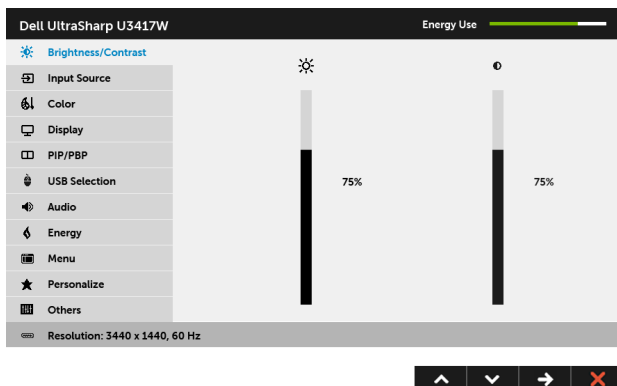 Dell UltraSharp U3417W
Energy Use
Brightness/Contrast
Input Source
Color
Display
PIP/PBP
USB Selection
Audio
Energy
Menu
Personalize
Others
75%
75%
Resolution: 3440 x 1440, 60 Hz